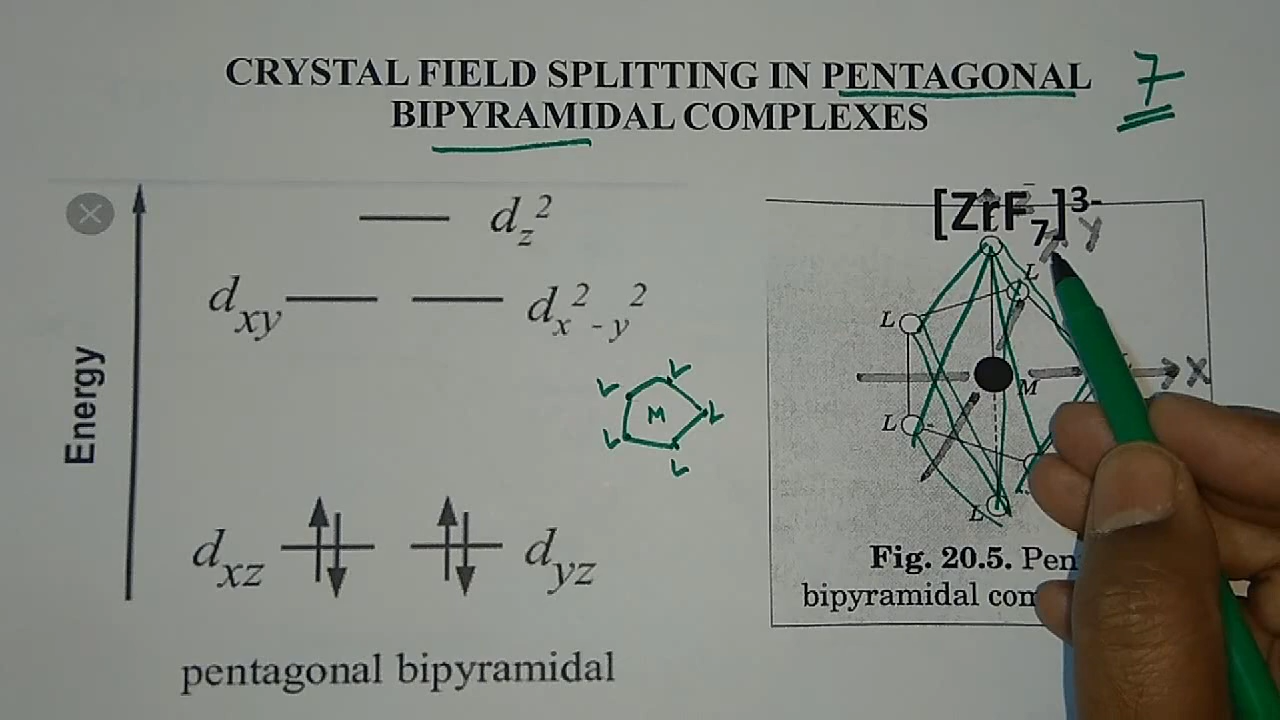 CRYSTAL FIELD SPLITTING IN PENTAGONAL
BIPYRAMIDAL COMPLEXES
7
Energy
d_z²
d_xy
d_x²-y²
d_xz
d_yz
pentagonal bipyramidal
L
L
L
L
L
M
[ZrF₇]³⁻
Y
L
L
X
M
L
L
Fig. 20.5. Pen
bipyramidal com